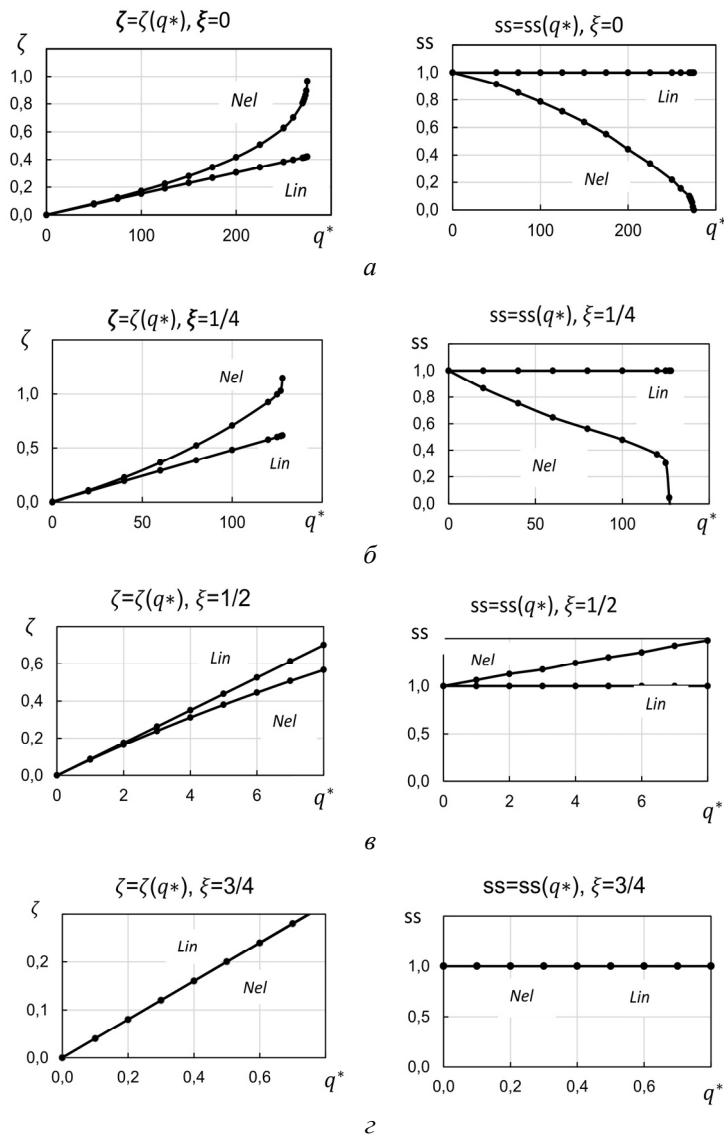 ζ=ζ(q*), ξ=0
ζ
1,0
0,8
0,6
0,4
0,2
0,0
Nel
Lin
0 100 200 q*
ss=ss(q*), ξ=0
ss
1,0
0,8
0,6
0,4
0,2
0,0
Lin
Nel
0 100 200 q*
а
ζ=ζ(q*), ξ=1/4
ζ
1,0
0,5
0,0
Nel
Lin
0 50 100 q*
ss=ss(q*), ξ=1/4
ss
1,0
0,8
0,6
0,4
0,2
0,0
Lin
Nel
0 50 100 q*
б
ζ=ζ(q*), ξ=1/2
ζ
0,6
0,4
0,2
0,0
Lin
Nel
0 2 4 6 q*
ss=ss(q*), ξ=1/2
ss
1,0
0,5
0,0
Nel
Lin
0 2 4 6 q*
в
ζ=ζ(q*), ξ=3/4
ζ
0,2
0,1
0,0
Lin
Nel
0,0 0,2 0,4 0,6 q*
ss=ss(q*), ξ=3/4
ss
1,0
0,5
0,0
Nel Lin
0,0 0,2 0,4 0,6 q*
г